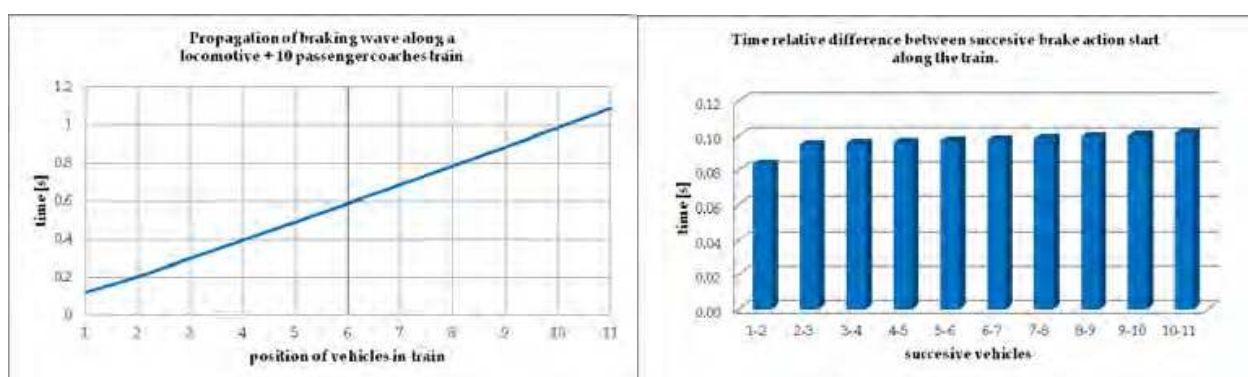 Propagation of braking wave along a
locomotive + 10 passenger coaches train
1.2
1
0.8
0.6
0.4
0.2
0
time [s]
1 2 3 4 5 6 7 8 9 10 11
position of vehicles in train
Time relative difference between succesive brake action start
along the train.
0.12
0.10
0.08
0.06
0.04
0.02
0.00
time [s]
1-2 2-3 3-4 4-5 5-6 6-7 7-8 8-9 9-10 10-11
succesive vehicles